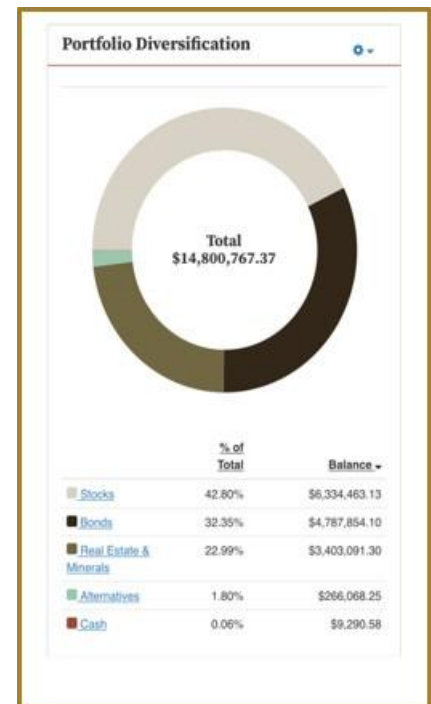 Portfolio Diversification
Total
$14,800,767.37
% of
Total Balance
Stocks 42.80% $6,334,463.13
Bonds 32.35% $4,787,854.10
Real Estate & 22.99% $3,403,091.30
Minerals
Alternatives 1.80% $266,068.25
Cash 0.06% $9,290.58